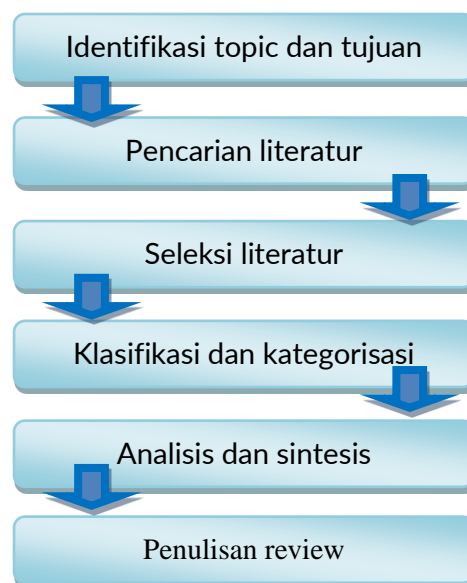 Identifikasi topic dan tujuan
Pencarian literatur
Seleksi literatur
Klasifikasi dan kategorisasi
Analisis dan sintesis
Penulisan review